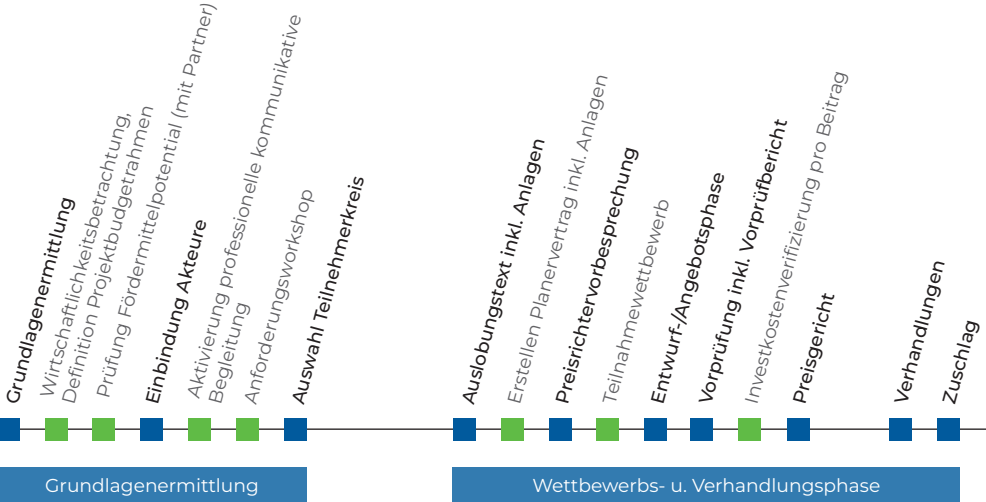 Grundlagenermittlung
Wirtschaftlichkeitsbetrachtung,
Definition Projektbudgetrahmen
Prüfung Fördermittelpotential (mit Partner)
Einbindung Akteure
Aktivierung professionelle kommunikative
Begleitung
Anforderungsworkshop
Auswahl Teilnehmerkreis
Auslobungstext inkl. Anlagen
Erstellen Planervertrag inkl. Anlagen
Preisrichtervorbesprechung
Teilnahmewettbewerb
Entwurf-/Angebotsphase
Vorprüfung inkl. Vorprüfbericht
Investkostenverifizierung pro Beitrag
Preisgericht
Verhandlungen
Zuschlag
Grundlagenermittlung
Wettbewerbs- u. Verhandlungsphase